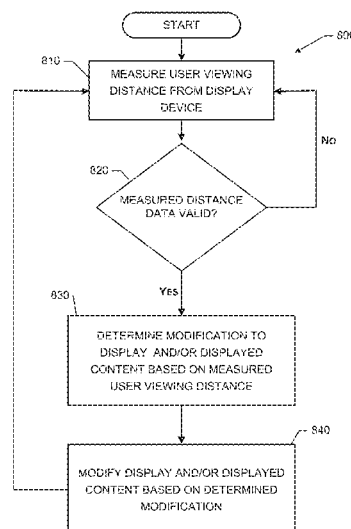 START
800
810
MEASURE USER VIEWING
DISTANCE FROM DISPLAY
DEVICE
No
820
MEASURED DISTANCE
DATA VALID?
YES
830
DETERMINE MODIFICATION TO
DISPLAY AND/OR DISPLAYED
CONTENT BASED ON MEASURED
USER VIEWING DISTANCE
840
MODIFY DISPLAY AND/OR DISPLAYED
CONTENT BASED ON DETERMINED
MODIFICATION